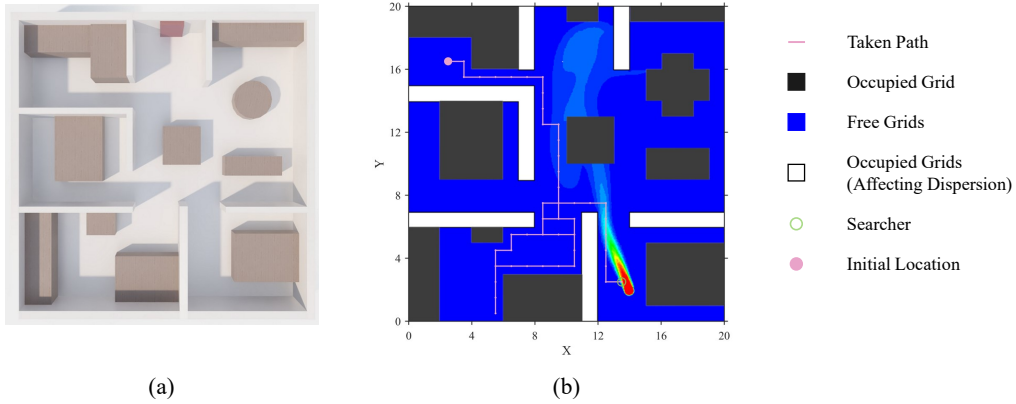 20
16
12
8
4
0
Y
0 4 8 12 16 20
X
Taken Path
Occupied Grid
Free Grids
Occupied Grids
(Affecting Dispersion)
Searcher
Initial Location
(a)
(b)